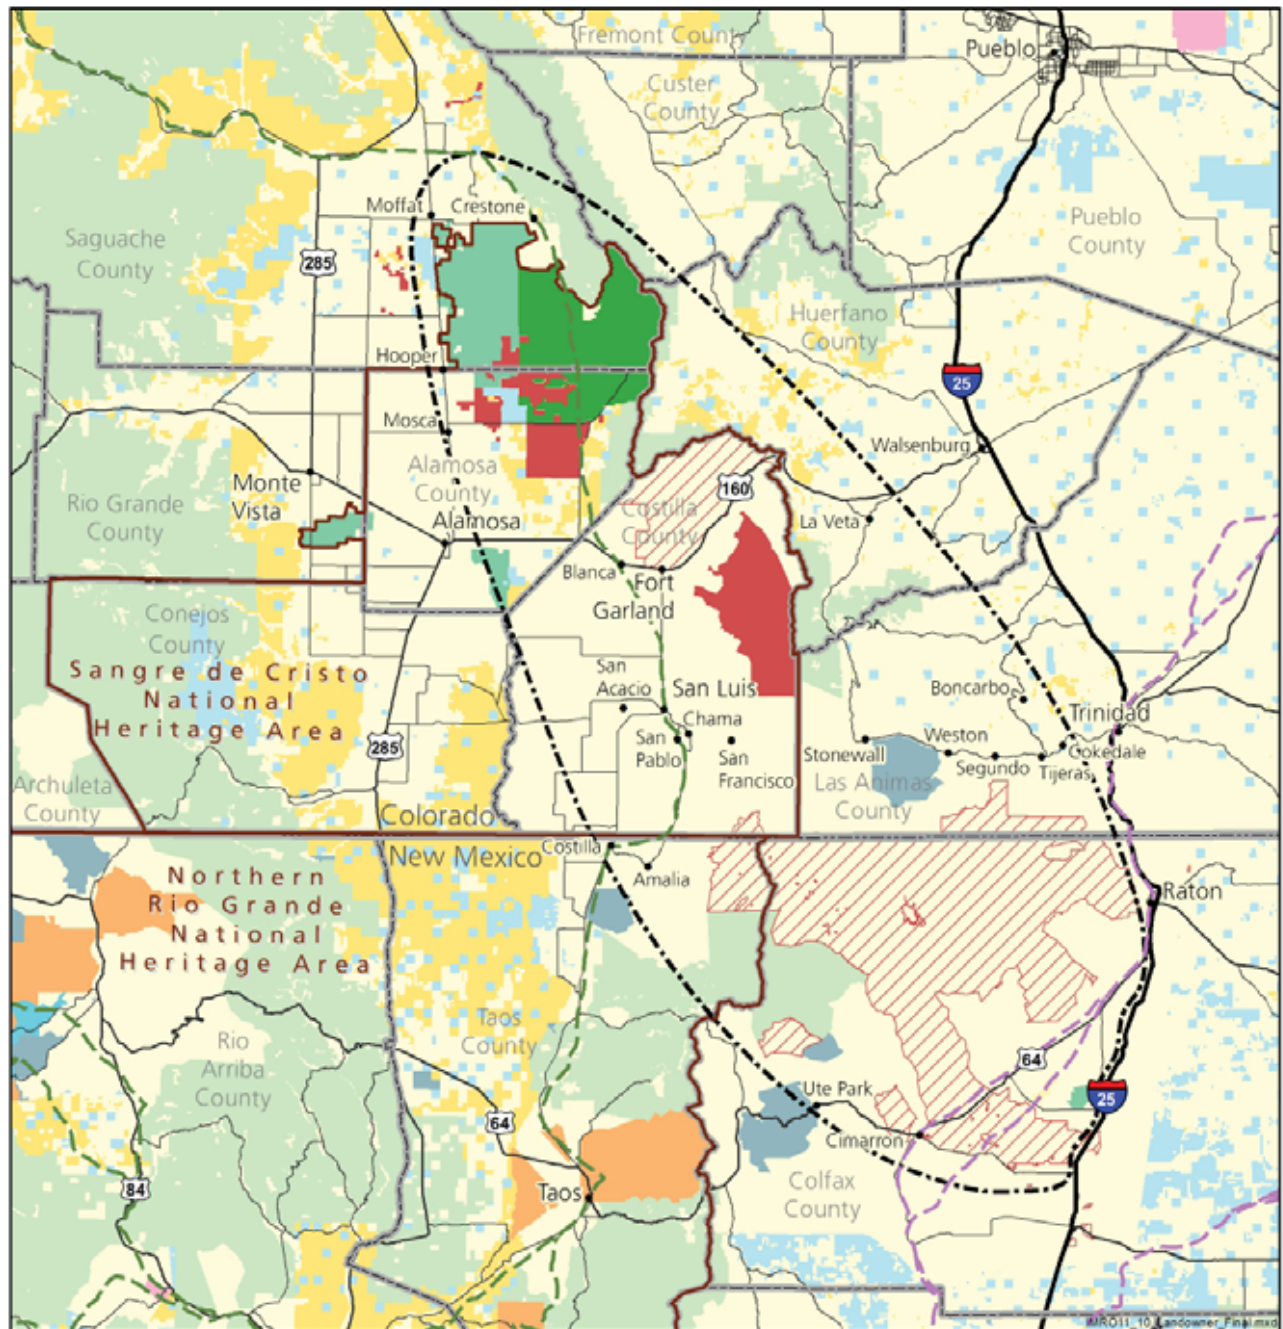 Fremont County
Pueblo
Custer
County
Moffat
Crestone
Saguache
County
285
Pueblo
County
Huerfano
County
Hooper
25
Mosca
Walsenburg
Alamosa
County
Monte
Vista
160
Rio Grande
County
Costilla
County
Alamosa
La Veta
Blanca
Fort
Garland
Conejos
County
Sangre de Cristo
National
Heritage Area
San
Acacio
San Luis
Boncarbo
Trinidad
Chama
285
San
Pablo
San
Francisco
Stonewall
Weston
Segundo
Tijeras
Cokedale
Archuleta
County
Las Animas
County
Colorado
New Mexico
Costilla
Amalia
Northern
Rio Grande
National
Heritage Area
Raton
Taos
County
Rio
Arriba
County
64
Ute Park
25
64
Cimarron
84
Taos
Colfax
County
MRO11_10_Landowner_Final.mxd